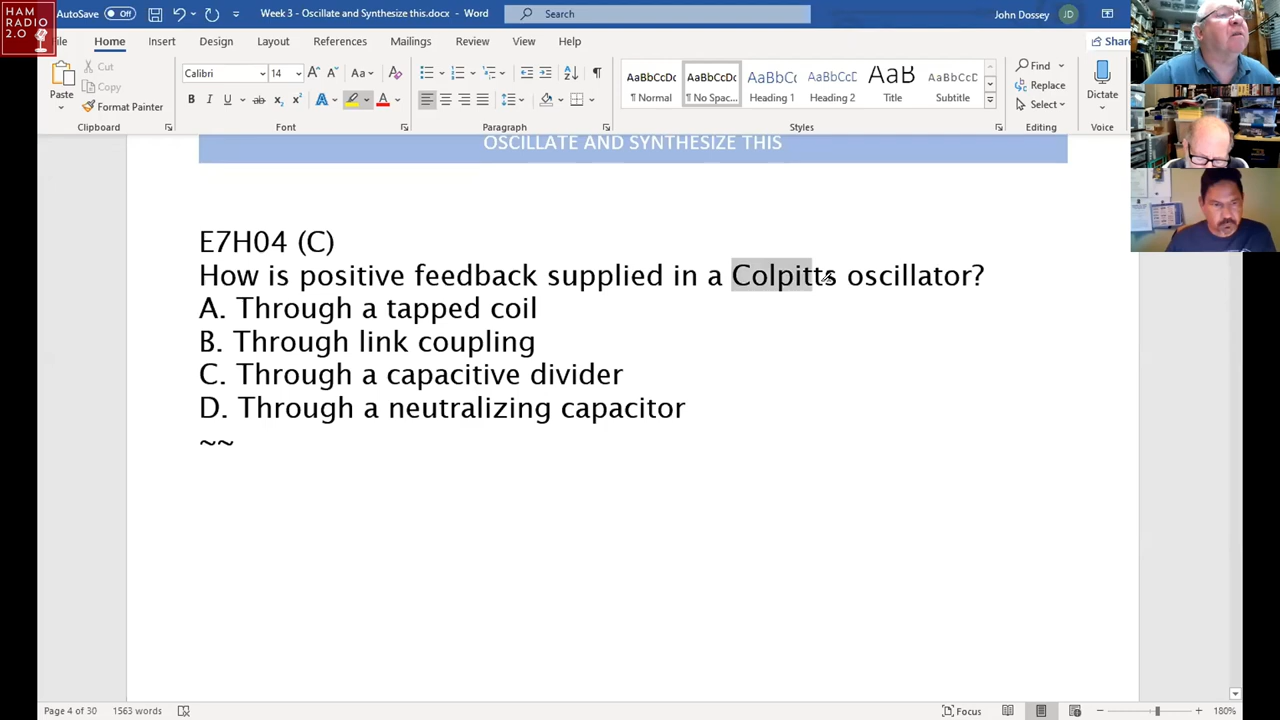 HAM
RADIO
2.0
AutoSave Off
Week 3 - Oscillate and Synthesize this.docx - Word
Search
John Dossey JD
Home Insert Design Layout References Mailings Review View Help
Share
Paste
Cut
Copy
Format Painter
Clipboard
Calibri 14
Font
Paragraph
AaBbCcDc AaBbCcDc AaBbCc AaBbCcD AaB AaBbCcD
¶ Normal ¶ No Spac... Heading 1 Heading 2 Title Subtitle
Styles
Find
Replace
Select
Editing
Dictate
Voice
OSCILLATE AND SYNTHESIZE THIS
E7H04 (C)
How is positive feedback supplied in a Colpitts oscillator?
A. Through a tapped coil
B. Through link coupling
C. Through a capacitive divider
D. Through a neutralizing capacitor
~~
Page 4 of 30 1563 words
Focus
180%